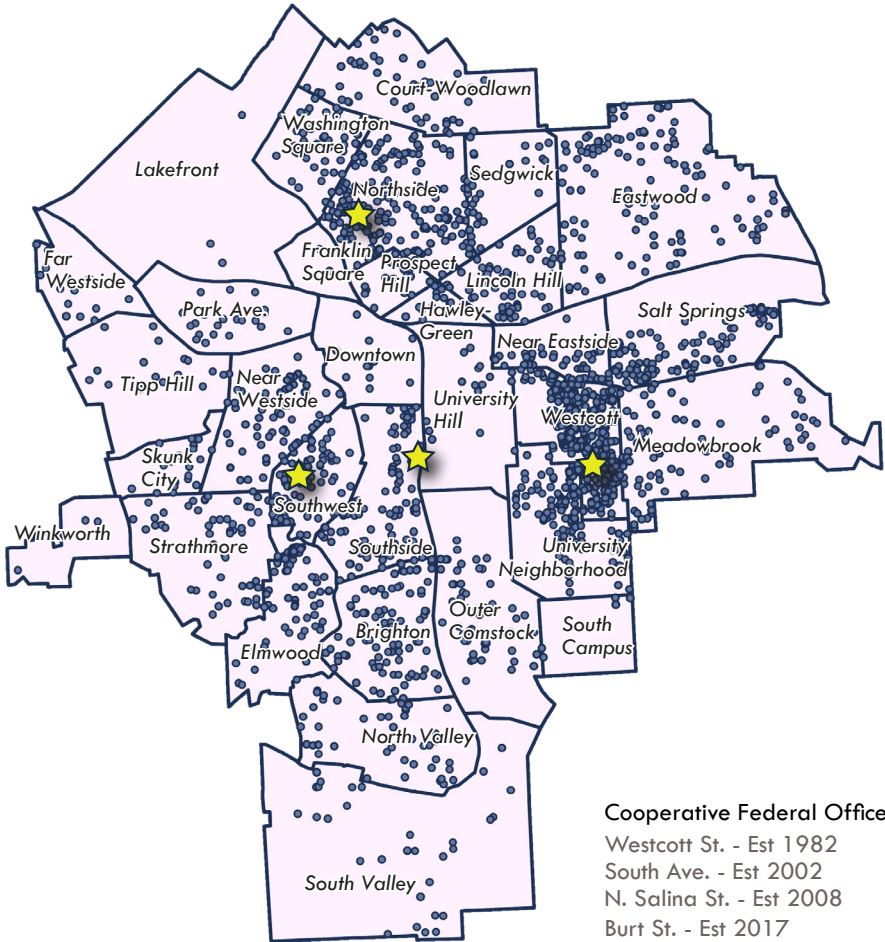 Court-Woodlawn
Washington
Square
Lakefront
Sedgwick
Northside
Eastwood
Franklin
Square
Prospect
Hill
Far
Westside
Lincoln Hill
Park Ave.
Hawley-
Green
Salt Springs
Near Eastside
Downtown
Tipp Hill
Near
Westside
University
Hill
Westcott
Meadowbrook
Skunk
City
Southwest
Winkworth
Strathmore
Southside
University
Neighborhood
Outer
Comstock
Brighton
South
Campus
Elmwood
North Valley
South Valley
Cooperative Federal Office
Westcott St. - Est 1982
South Ave. - Est 2002
N. Salina St. - Est 2008
Burt St. - Est 2017